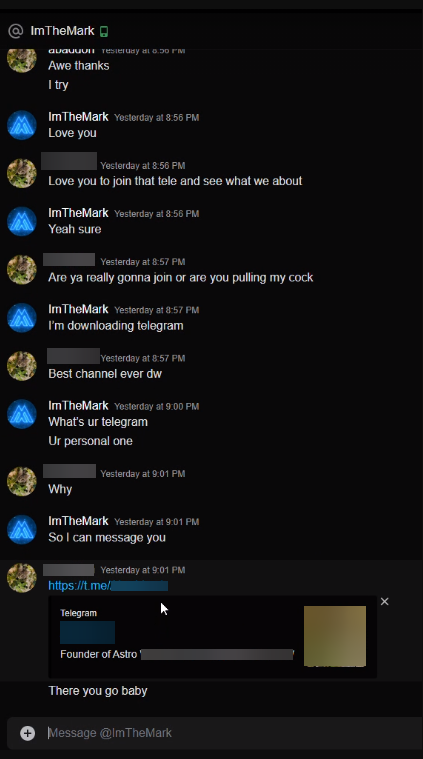 ImTheMark
abaddon Yesterday at 8:56 PM
Awe thanks
I try
ImTheMark Yesterday at 8:56 PM
Love you
Yesterday at 8:56 PM
Love you to join that tele and see what we about
ImTheMark Yesterday at 8:56 PM
Yeah sure
Yesterday at 8:57 PM
Are ya really gonna join or are you pulling my cock
ImTheMark Yesterday at 8:57 PM
I'm downloading telegram
Yesterday at 8:57 PM
Best channel ever dw
ImTheMark Yesterday at 9:00 PM
What's ur telegram
Ur personal one
Yesterday at 9:01 PM
Why
ImTheMark Yesterday at 9:01 PM
So I can message you
Yesterday at 9:01 PM
https://t.me/
Telegram
Founder of Astro '
There you go baby
Message @ImTheMark